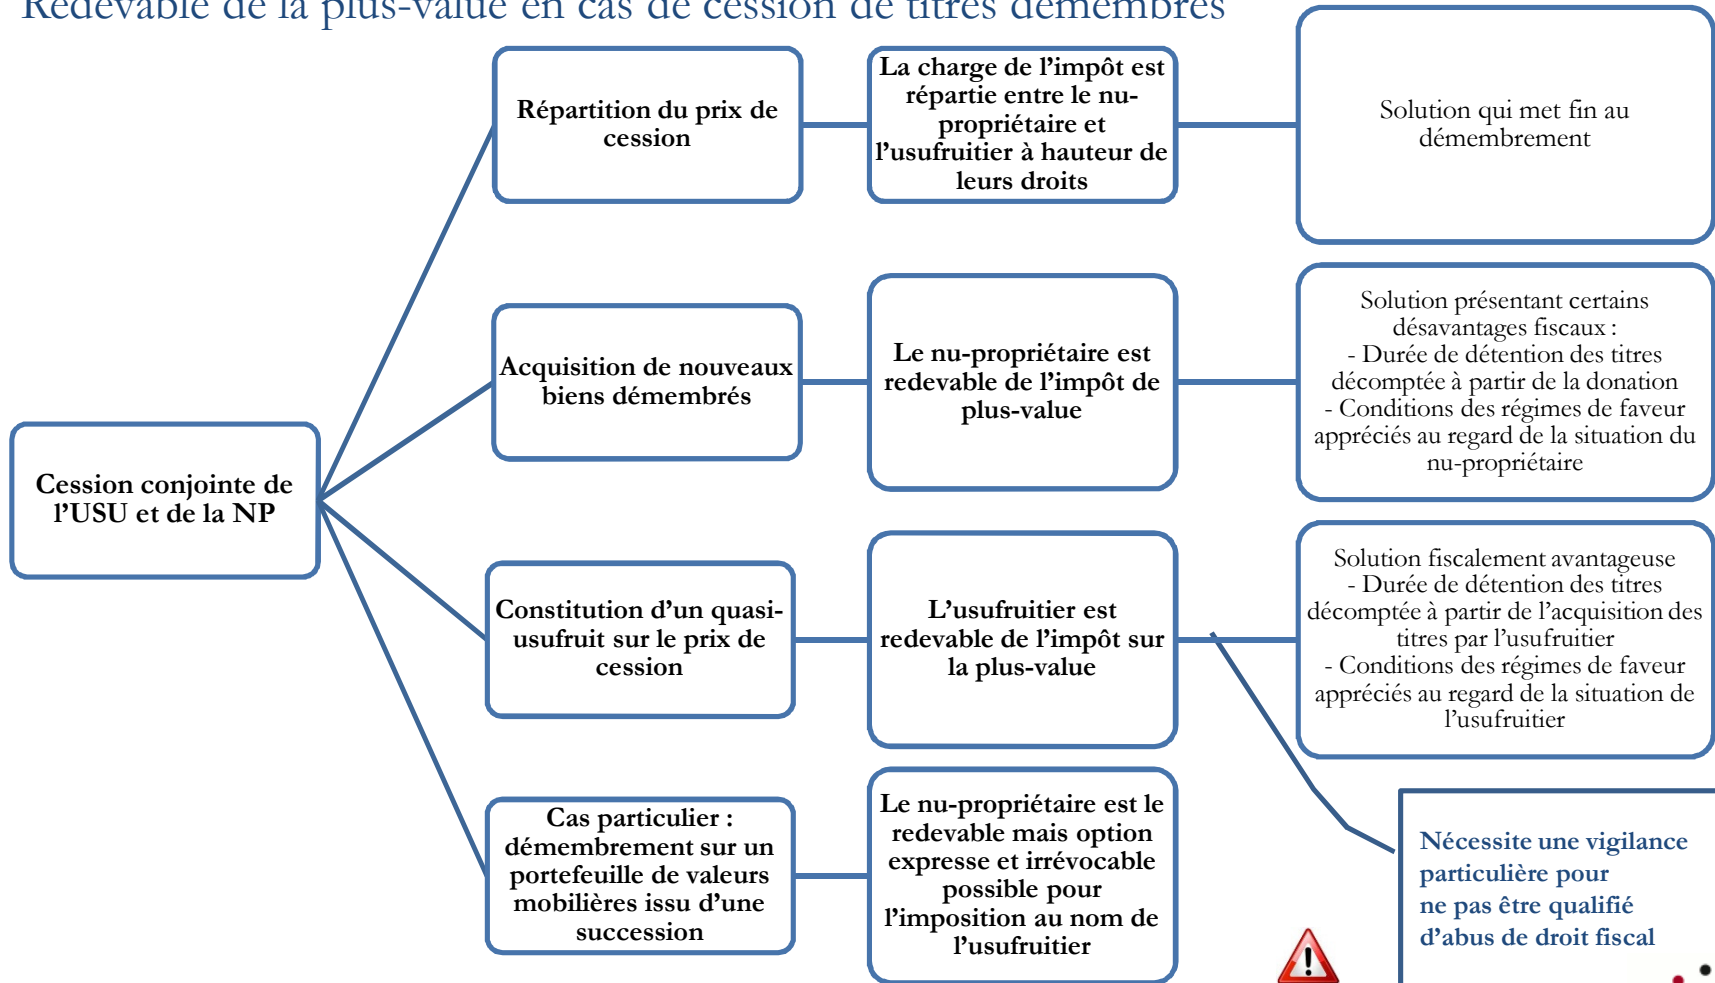 Redevable de la plus-value en cas de cession de titres démembrés
Cession conjointe de
l’USU et de la NP
Répartition du prix de
cession
La charge de l’impôt est
répartie entre le nu-
propriétaire et
l’usufruitier à hauteur de
leurs droits
Solution qui met fin au
démembrement
Acquisition de nouveaux
biens démembrés
Le nu-propriétaire est
redevable de l’impôt de
plus-value
Solution présentant certains
désavantages fiscaux :
- Durée de détention des titres
décomptée à partir de la donation
- Conditions des régimes de faveur
appréciés au regard de la situation du
nu-propriétaire
Constitution d’un quasi-
usufruit sur le prix de
cession
L’usufruitier est
redevable de l’impôt sur
la plus-value
Solution fiscalement avantageuse
- Durée de détention des titres
décomptée à partir de l’acquisition des
titres par l’usufruitier
- Conditions des régimes de faveur
appréciés au regard de la situation de
l’usufruitier
Nécessite une vigilance
particulière pour
ne pas être qualifié
d’abus de droit fiscal
Cas particulier :
démembrement sur un
portefeuille de valeurs
mobilières issu d’une
succession
Le nu-propriétaire est le
redevable mais option
expresse et irrévocable
possible pour
l’imposition au nom de
l’usufruitier